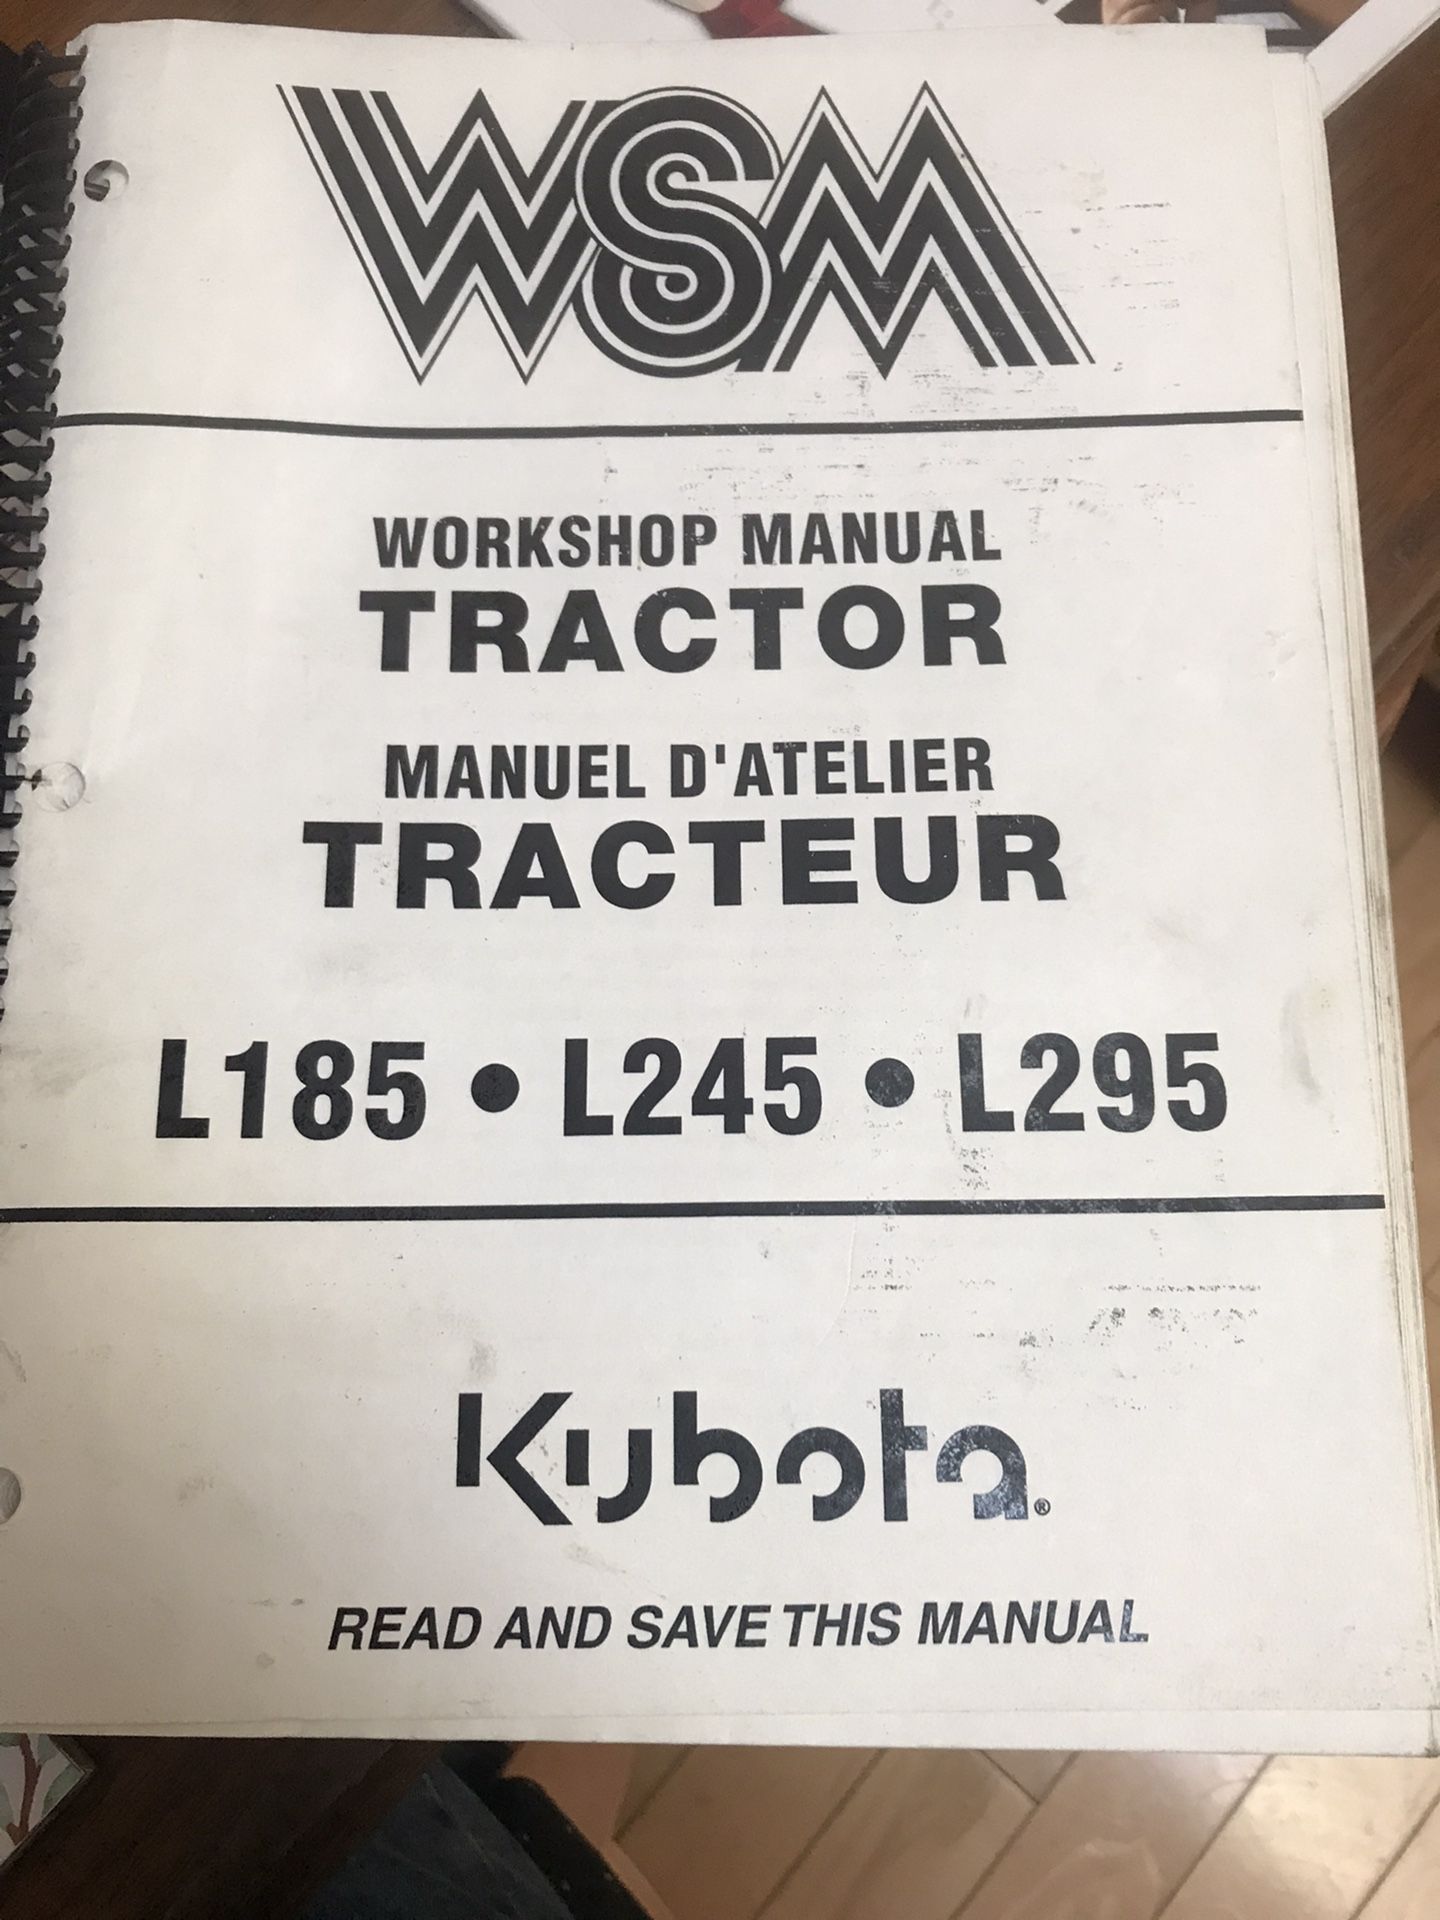 WSM
WORKSHOP MANUAL
TRACTOR
MANUEL D'ATELIER
TRACTEUR
L185 • L245 • L295
Kubota®
READ AND SAVE THIS MANUAL